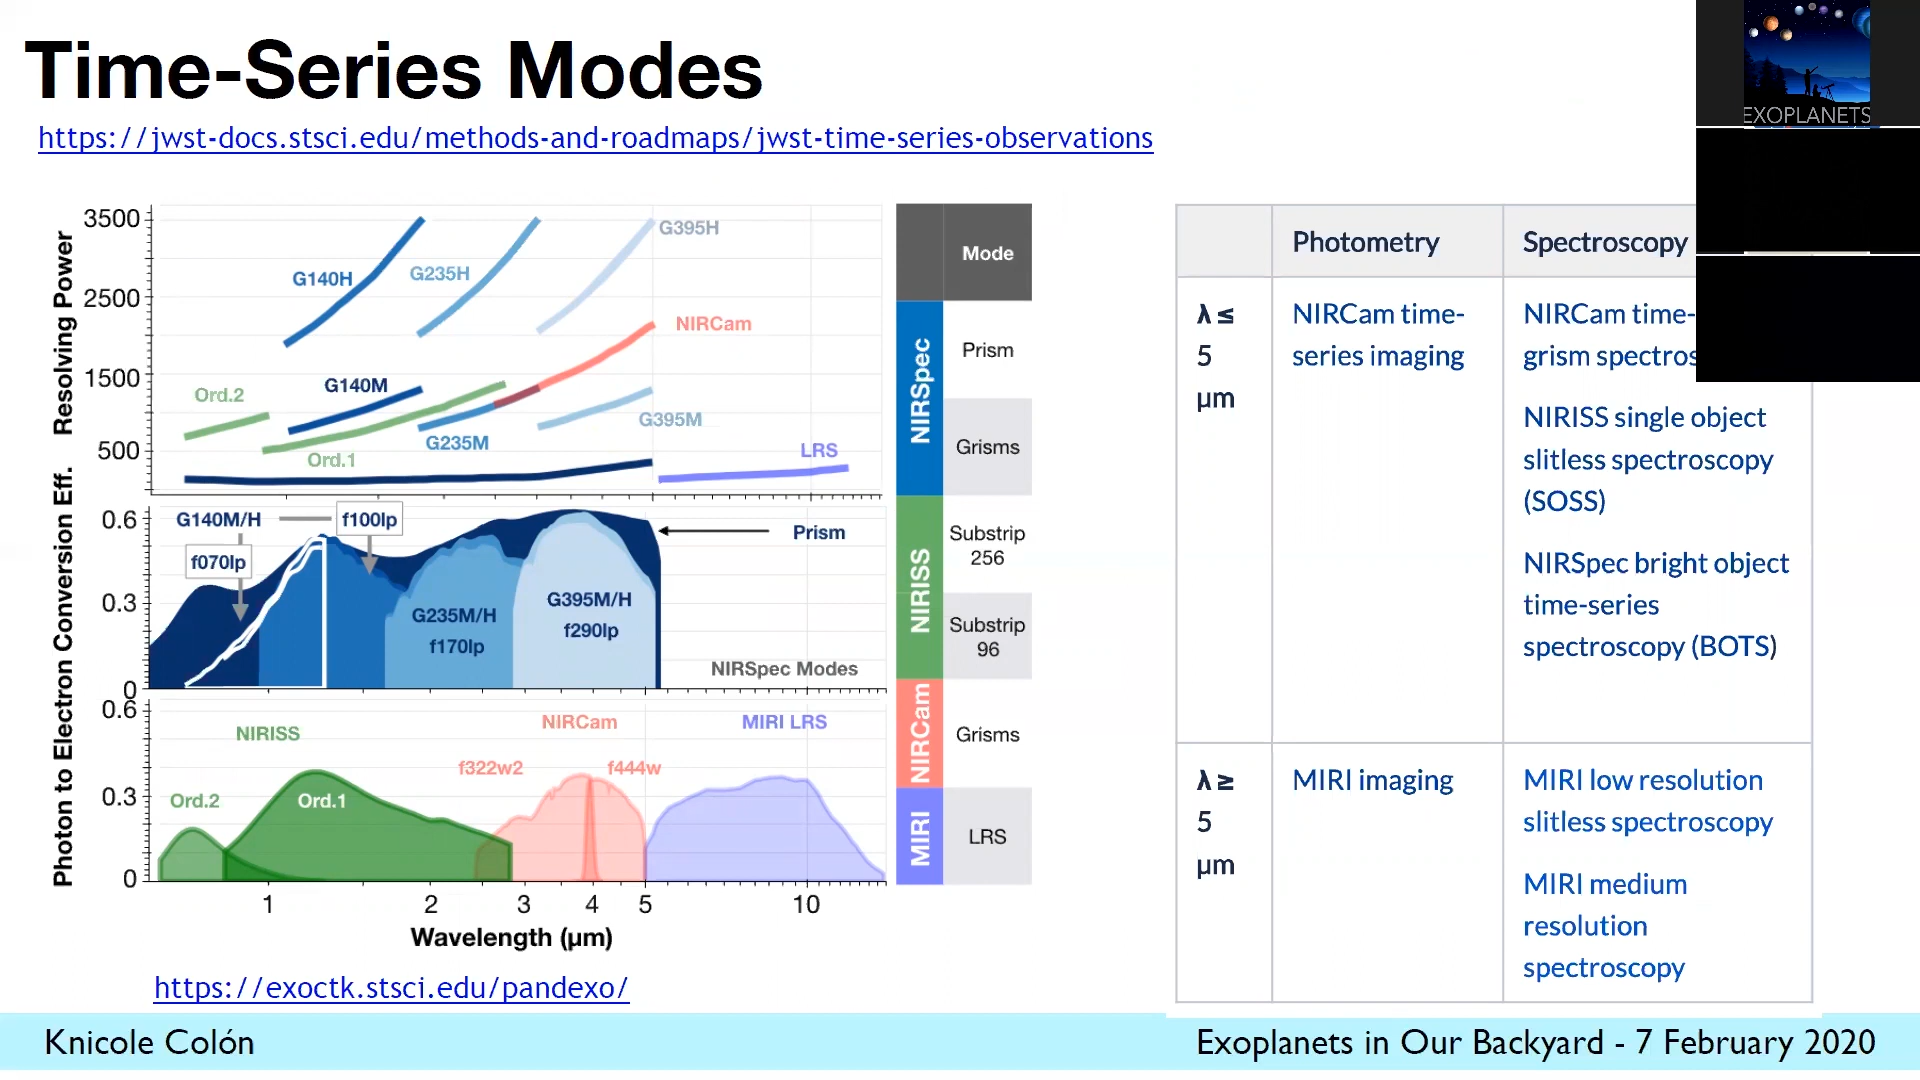 Time-Series Modes
https://jwst-docs.stsci.edu/methods-and-roadmaps/jwst-time-series-observations
EXOPLANETS
Resolving Power
3500
2500
1500
500
G140H
G235H
G395H
NIRCam
Ord.2
G140M
G395M
G235M
Ord.1
LRS
Photon to Electron Conversion Eff.
0.6
0.3
0
G140M/H
f100lp
f070lp
Prism
G235M/H
f170lp
G395M/H
f290lp
NIRSpec Modes
0.6
0.3
0
NIRISS
NIRCam
MIRI LRS
f322w2
f444w
Ord.2
Ord.1
1
2
3
4
5
10
Wavelength (μm)
Mode
NIRSpec
Prism
Grisms
NIRISS
Substrip
256
Substrip
96
NIRCam
Grisms
MIRI
LRS
Photometry
Spectroscopy
λ ≤
5
μm
NIRCam time-
series imaging
NIRCam time-
grism spectros
NIRISS single object
slitless spectroscopy
(SOSS)
NIRSpec bright object
time-series
spectroscopy (BOTS)
λ ≥
5
μm
MIRI imaging
MIRI low resolution
slitless spectroscopy
MIRI medium
resolution
spectroscopy
https://exoctk.stsci.edu/pandexo/
Knicole Colón
Exoplanets in Our Backyard - 7 February 2020